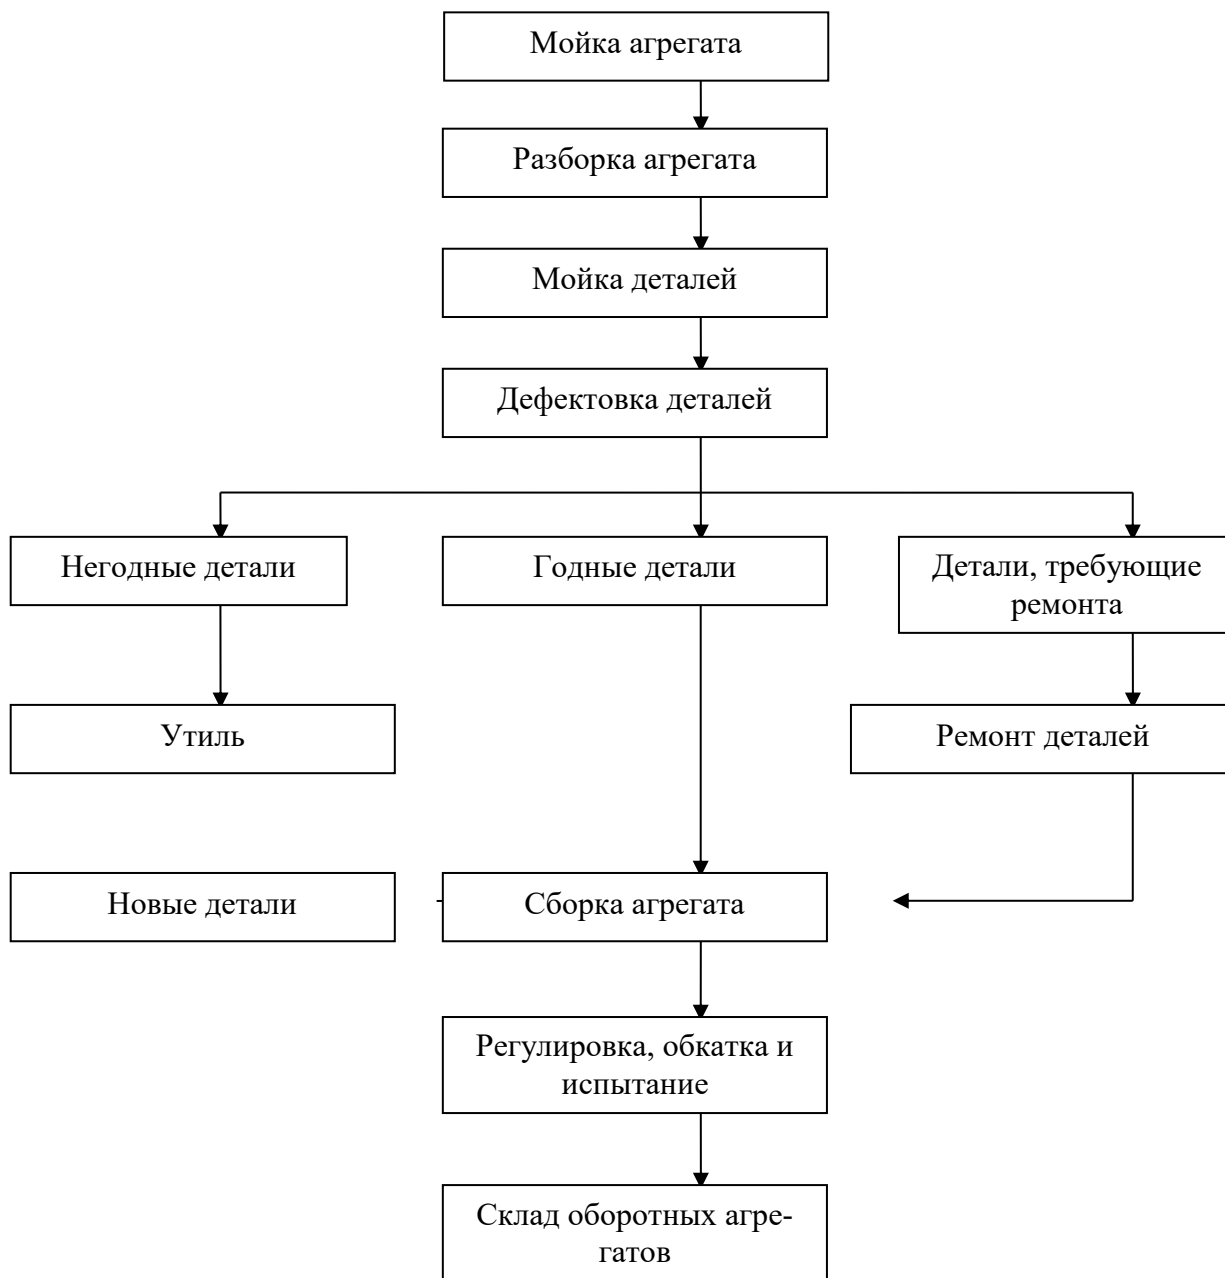 Мойка агрегата
Разборка агрегата
Мойка деталей
Дефектовка деталей
Негодные детали
Годные детали
Детали, требующие
ремонта
Утиль
Ремонт деталей
Новые детали
Сборка агрегата
Регулировка, обкатка и
испытание
Склад оборотных агре-
гатов